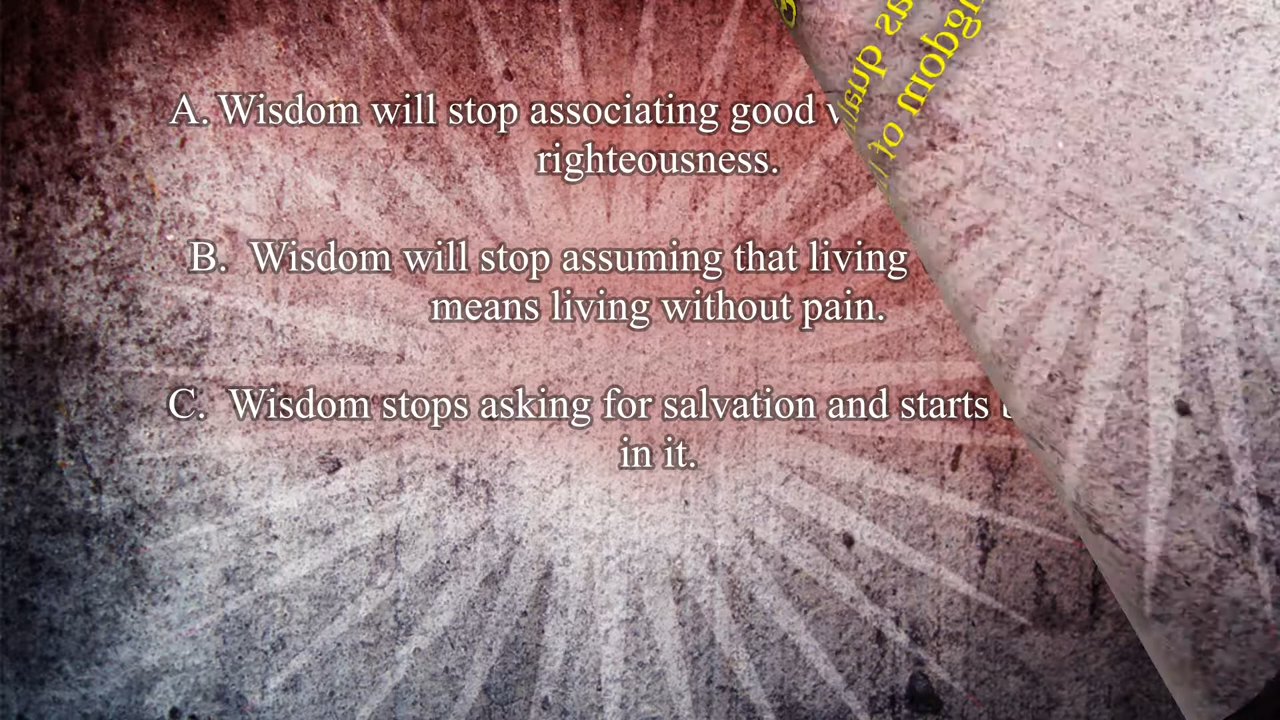 A. Wisdom will stop associating good
righteousness.
B. Wisdom will stop assuming that living
means living without pain.
C. Wisdom stops asking for salvation and starts
in it.